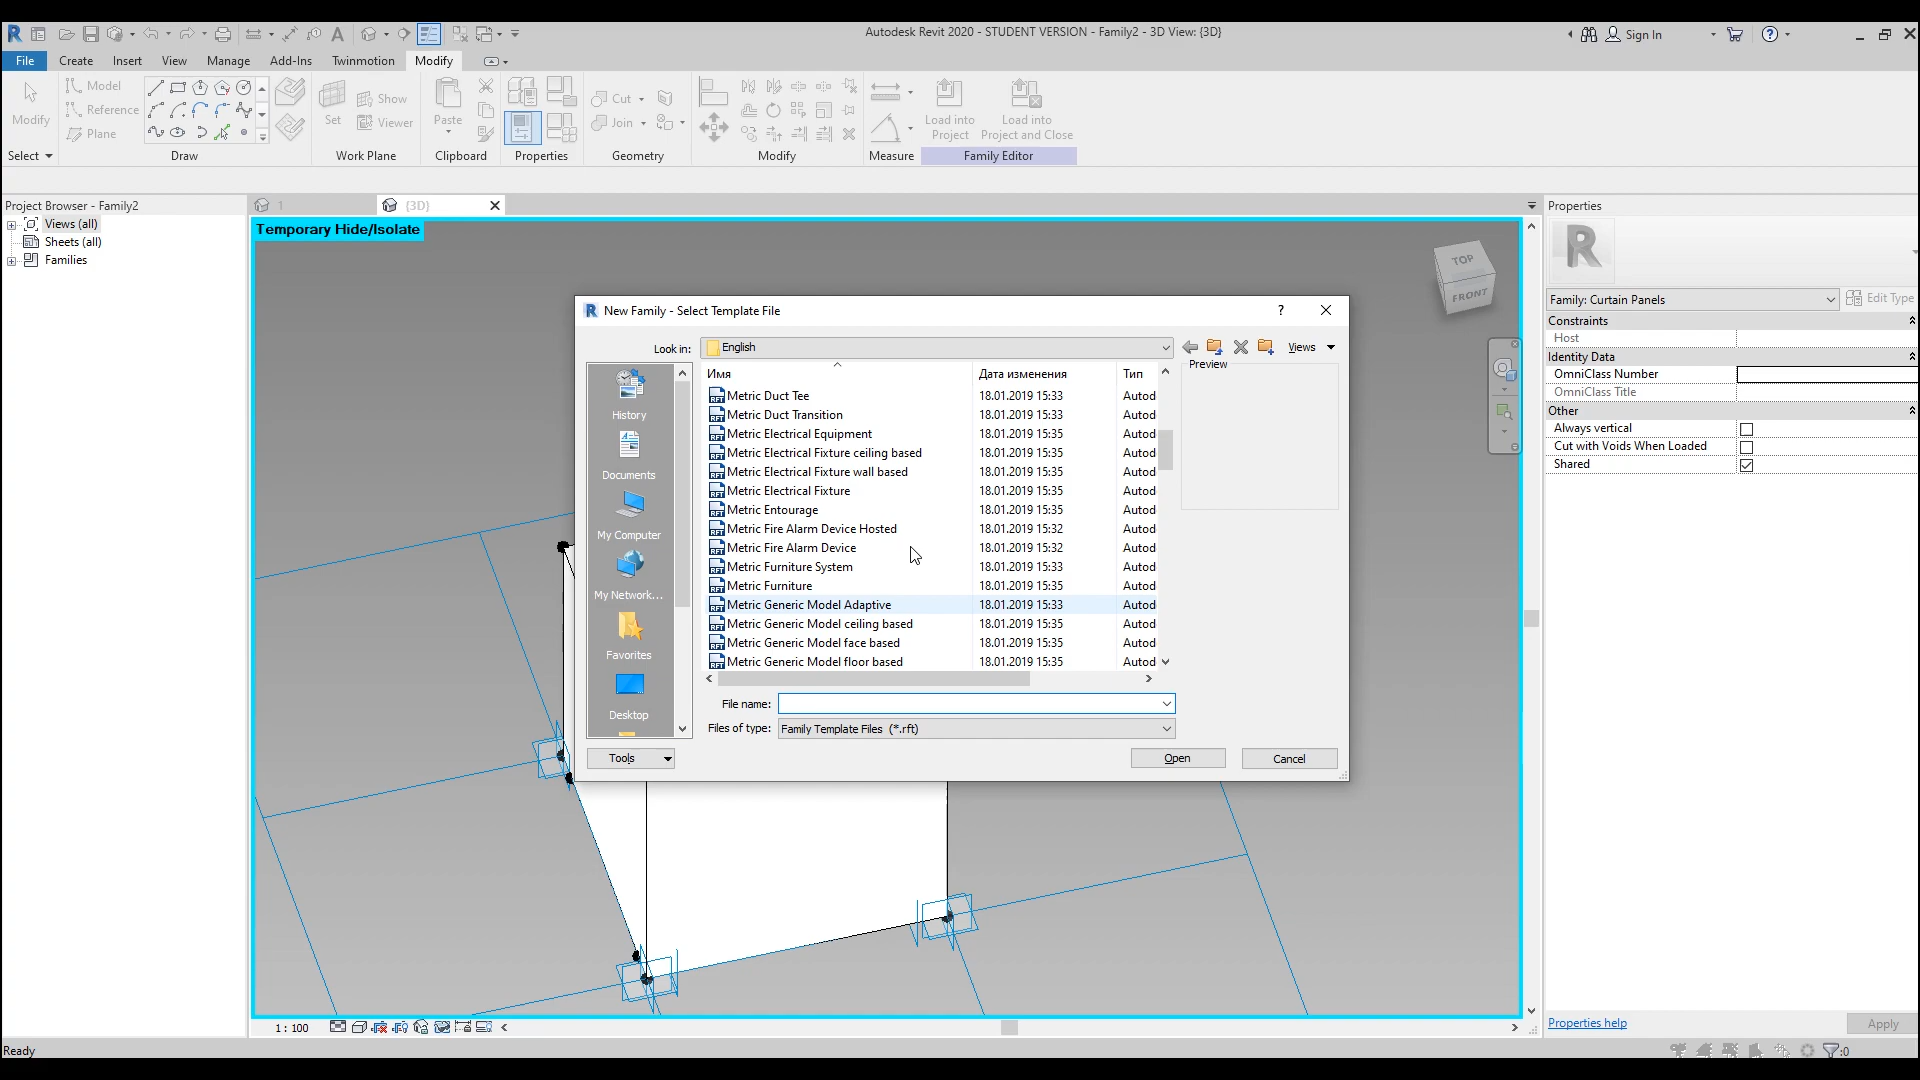 Autodesk Revit 2020 - STUDENT VERSION - Family2 - 3D View: {3D}
Sign In
File Create Insert View Manage Add-Ins Twinmotion Modify
Modify
Model
Reference
Plane
Set
Show
Viewer
Paste
Cut
Join
Load into
Project
Load into
Project and Close
Select Draw Work Plane Clipboard Properties Geometry Modify Measure Family Editor
Project Browser - Family2
Views (all)
Sheets (all)
Families
1
{3D}
Temporary Hide/Isolate
TOP
FRONT
New Family - Select Template File
Look in: English
Views
Preview
History
Documents
My Computer
My Network...
Favorites
Desktop
Имя Дата изменения Тип
Metric Duct Tee 18.01.2019 15:33 Autod
Metric Duct Transition 18.01.2019 15:33 Autod
Metric Electrical Equipment 18.01.2019 15:35 Autod
Metric Electrical Fixture ceiling based 18.01.2019 15:35 Autod
Metric Electrical Fixture wall based 18.01.2019 15:35 Autod
Metric Electrical Fixture 18.01.2019 15:35 Autod
Metric Entourage 18.01.2019 15:35 Autod
Metric Fire Alarm Device Hosted 18.01.2019 15:32 Autod
Metric Fire Alarm Device 18.01.2019 15:32 Autod
Metric Furniture System 18.01.2019 15:33 Autod
Metric Furniture 18.01.2019 15:35 Autod
Metric Generic Model Adaptive 18.01.2019 15:33 Autod
Metric Generic Model ceiling based 18.01.2019 15:35 Autod
Metric Generic Model face based 18.01.2019 15:35 Autod
Metric Generic Model floor based 18.01.2019 15:35 Autod
File name:
Files of type: Family Template Files (*.rft)
Tools
Open
Cancel
Properties
R
Family: Curtain Panels
Edit Type
Constraints
Host
Identity Data
OmniClass Number
OmniClass Title
Other
Always vertical
Cut with Voids When Loaded
Shared
Properties help
Apply
1 : 100
Ready
:0